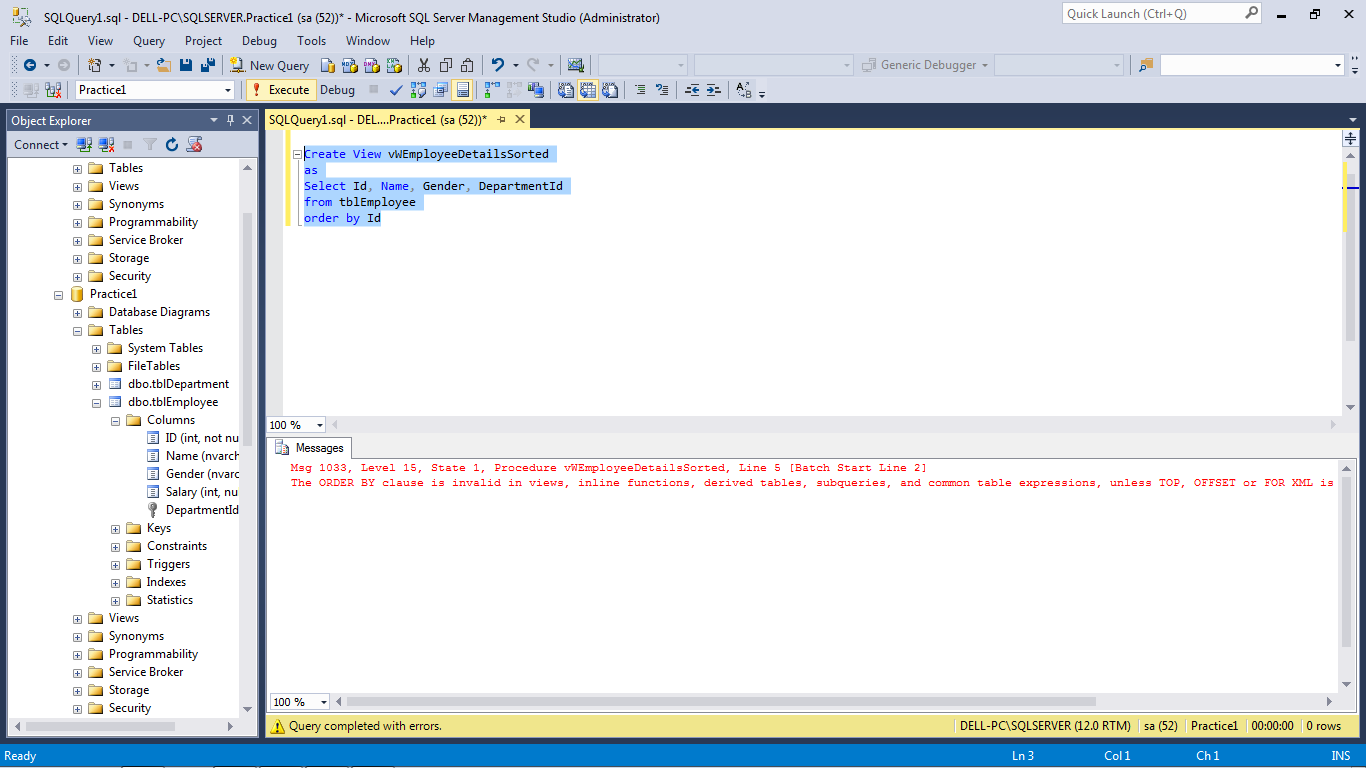 SQLQuery1.sql - DELL-PC\SQLSERVER.Practice1 (sa (52))* - Microsoft SQL Server Management Studio (Administrator)
Quick Launch (Ctrl+Q)
File Edit View Query Project Debug Tools Window Help
New Query
Generic Debugger
Practice1
Execute Debug
Object Explorer
Connect
Tables
Views
Synonyms
Programmability
Service Broker
Storage
Security
Practice1
Database Diagrams
Tables
System Tables
FileTables
dbo.tblDepartment
dbo.tblEmployee
Columns
ID (int, not nu
Name (nvarch
Gender (nvarc
Salary (int, nu
DepartmentId
Keys
Constraints
Triggers
Indexes
Statistics
Views
Synonyms
Programmability
Service Broker
Storage
Security
SQLQuery1.sql - DEL....Practice1 (sa (52))*
Create View vWEmployeeDetailsSorted
as
Select Id, Name, Gender, DepartmentId
from tblEmployee
order by Id
100 %
Messages
Msg 1033, Level 15, State 1, Procedure vWEmployeeDetailsSorted, Line 5 [Batch Start Line 2]
The ORDER BY clause is invalid in views, inline functions, derived tables, subqueries, and common table expressions, unless TOP, OFFSET or FOR XML is
100 %
Query completed with errors.
DELL-PC\SQLSERVER (12.0 RTM) sa (52) Practice1 00:00:00 0 rows
Ready
Ln 3 Col 1 Ch 1 INS